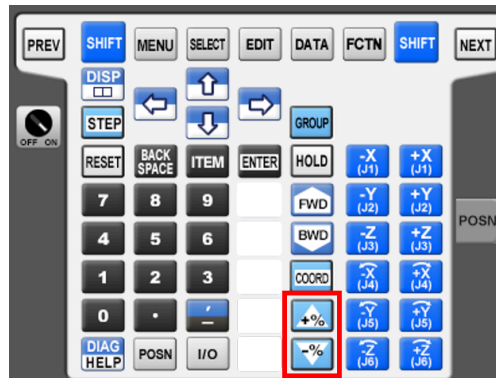 PREV SHIFT MENU SELECT EDIT DATA FCTN SHIFT NEXT
DISP
STEP GROUP
OFF ON
RESET BACK SPACE ITEM ENTER HOLD -X (J1) +X (J1)
7 8 9 FWD -Y (J2) +Y (J2)
POSN
4 5 6 BWD -Z (J3) +Z (J3)
1 2 3 COORD -X (J4) +X (J4)
0 . , - +% -Y (J5) +Y (J5)
DIAG HELP POSN I/O -% -Z (J6) +Z (J6)